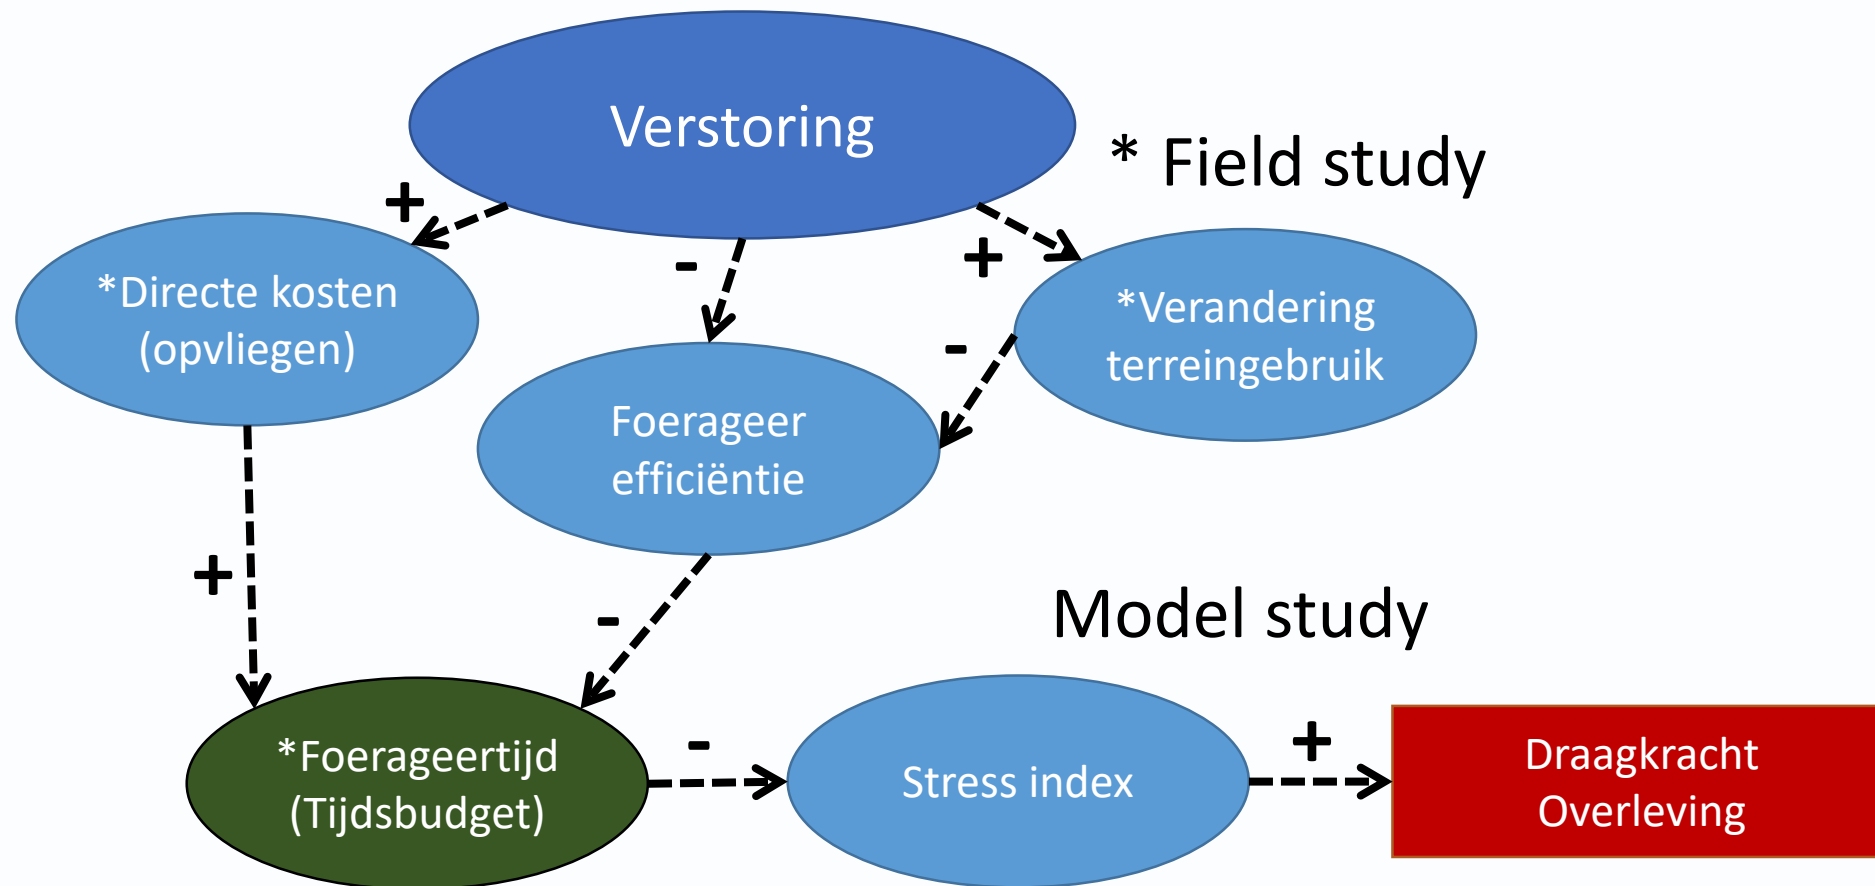 Verstoring
* Field study
+
-
+
*Directe kosten
(opvliegen)
*Verandering
terreingebruik
-
Foerageer
efficiëntie
+
-
Model study
*Foerageertijd
(Tijdsbudget)
-
Stress index
+
Draagkracht
Overleving